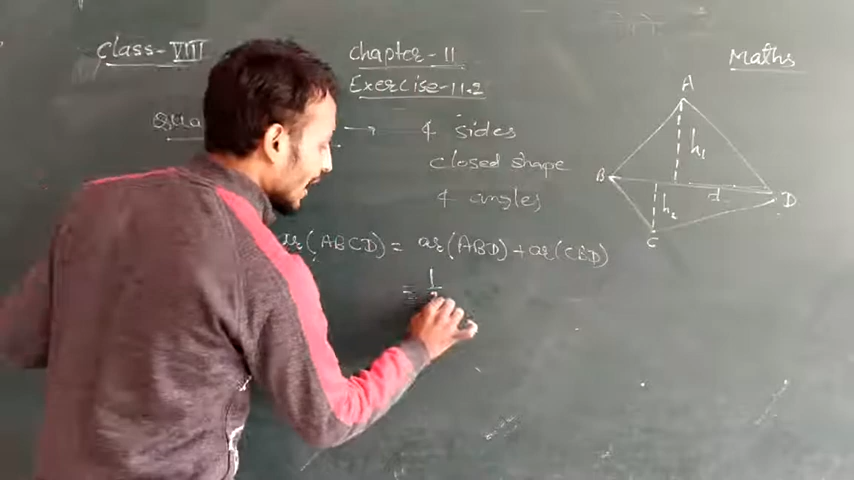 Class-VIII
Chapter-11
Maths
Exercise-11.2
→ 4 sides
closed shape
4 angles
A
h₁
B
d
D
h₂
C
ar(ABCD) = ar(ABD)+ar(CBD)
= 1/2